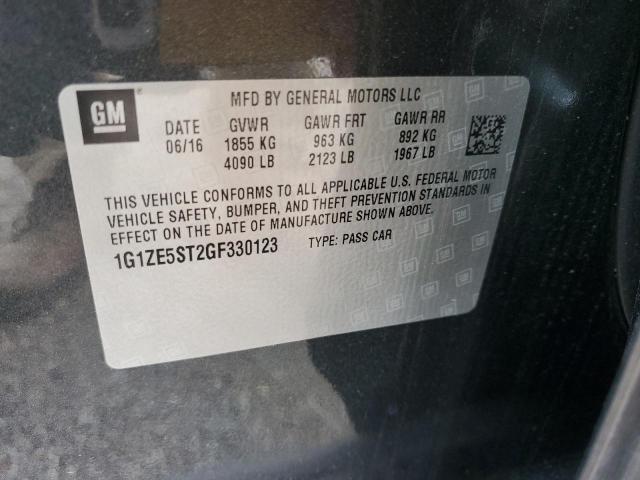 GM
MFD BY GENERAL MOTORS LLC
DATE GVWR GAWR FRT GAWR RR
06/16 1855 KG 963 KG 892 KG
4090 LB 2123 LB 1967 LB
THIS VEHICLE CONFORMS TO ALL APPLICABLE U.S. FEDERAL MOTOR
VEHICLE SAFETY, BUMPER, AND THEFT PREVENTION STANDARDS IN
EFFECT ON THE DATE OF MANUFACTURE SHOWN ABOVE.
1G1ZE5ST2GF330123 TYPE: PASS CAR